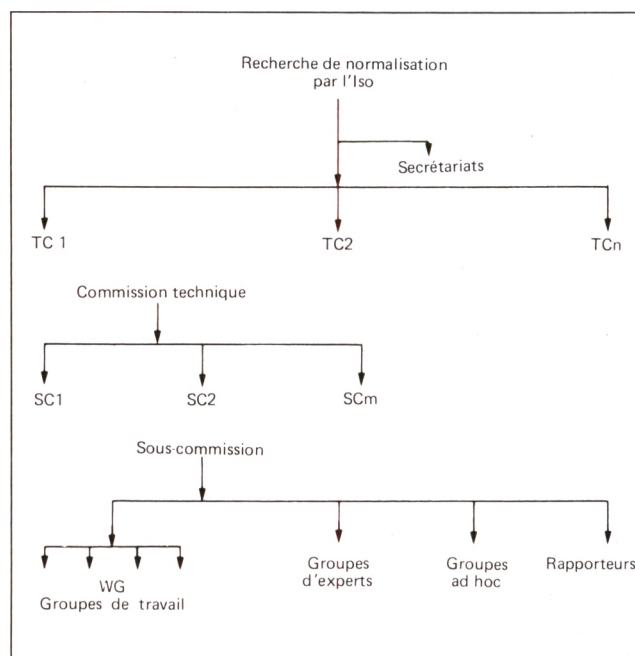 Recherche de normalisation
par l'Iso
Secrétariats
TC 1
TC2
TCn
Commission technique
SC1
SC2
SCm
Sous-commission
WG
Groupes de travail
Groupes
d'experts
Groupes
ad hoc
Rapporteurs